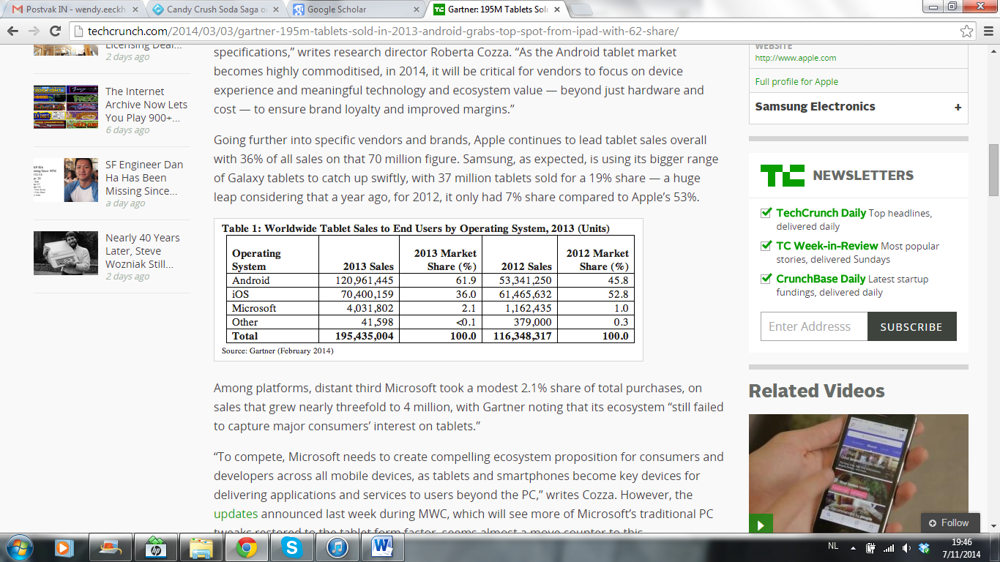 Postvak IN - wendy.eeckh
Candy Crush Soda Saga o
Google Scholar
Gartner: 195M Tablets Sol
techcrunch.com/2014/03/03/gartner-195m-tablets-sold-in-2013-android-grabs-top-spot-from-ipad-with-62-share/
Licensing Deal...
2 days ago
The Internet
Archive Now Lets
You Play 900+...
6 days ago
SF Engineer Dan
Ha Has Been
Missing Since...
a day ago
Nearly 40 Years
Later, Steve
Wozniak Still...
2 days ago
specifications,” writes research director Roberta Cozza. “As the Android tablet market
becomes highly commoditised, in 2014, it will be critical for vendors to focus on device
experience and meaningful technology and ecosystem value — beyond just hardware and
cost — to ensure brand loyalty and improved margins.”
Going further into specific vendors and brands, Apple continues to lead tablet sales overall
with 36% of all sales on that 70 million figure. Samsung, as expected, is using its bigger range
of Galaxy tablets to catch up swiftly, with 37 million tablets sold for a 19% share — a huge
leap considering that a year ago, for 2012, it only had 7% share compared to Apple’s 53%.
Table 1: Worldwide Tablet Sales to End Users by Operating System, 2013 (Units)
Operating System 2013 Sales 2013 Market Share (%) 2012 Sales 2012 Market Share (%)
Android 120,961,445 61.9 53,341,250 45.8
iOS 70,400,159 36.0 61,465,632 52.8
Microsoft 4,031,802 2.1 1,162,435 1.0
Other 41,598 <0.1 379,000 0.3
Total 195,435,004 100.0 116,348,317 100.0
Source: Gartner (February 2014)
Among platforms, distant third Microsoft took a modest 2.1% share of total purchases, on
sales that grew nearly threefold to 4 million, with Gartner noting that its ecosystem “still failed
to capture major consumers’ interest on tablets.”
“To compete, Microsoft needs to create compelling ecosystem proposition for consumers and
developers across all mobile devices, as tablets and smartphones become key devices for
delivering applications and services to users beyond the PC,” writes Cozza. However, the
updates announced last week during MWC, which will see more of Microsoft’s traditional PC
tweaks restored to the tablet form factor, seems almost a move counter to this
WEBSITE
http://www.apple.com
Full profile for Apple
Samsung Electronics +
TC NEWSLETTERS
TechCrunch Daily Top headlines,
delivered daily
TC Week-in-Review Most popular
stories, delivered Sundays
CrunchBase Daily Latest startup
fundings, delivered daily
Enter Addresss SUBSCRIBE
Related Videos
Follow
NL
19:46
7/11/2014